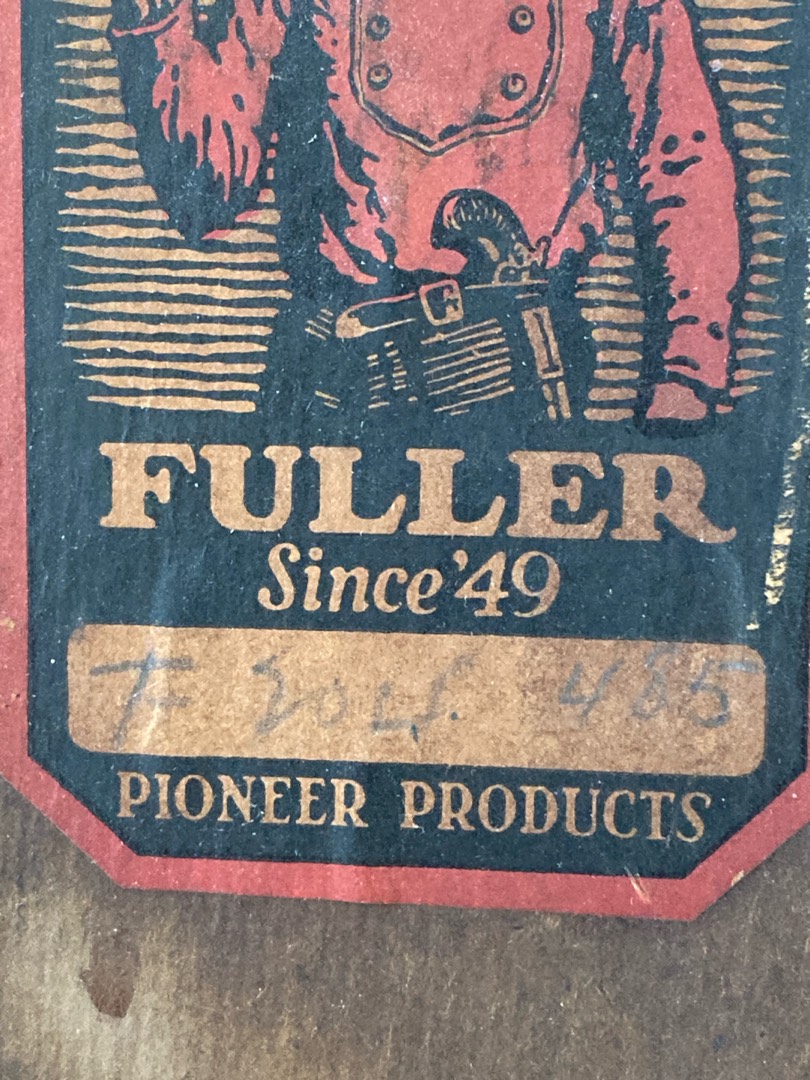 FULLER
Since '49
485
PIONEER PRODUCTS